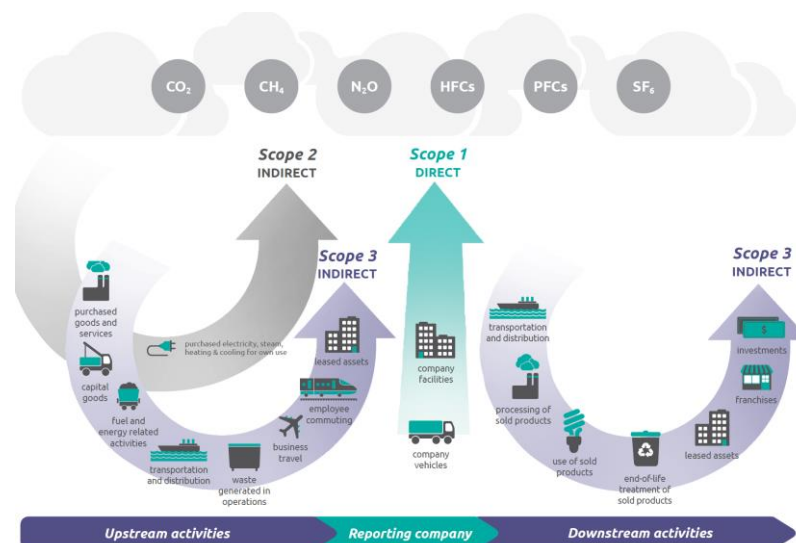 CO₂
CH₄
N₂O
HFCs
PFCs
SF₆
Scope 2
INDIRECT
Scope 1
DIRECT
Scope 3
INDIRECT
Scope 3
INDIRECT
purchased
goods and
services
capital
goods
fuel and
energy related
activities
transportation
and distribution
waste
generated in
operations
business
travel
employee
commuting
leased assets
purchased electricity, steam,
heating & cooling for own use
company
facilities
company
vehicles
transportation
and distribution
processing of
sold products
use of sold
products
end-of-life
treatment of
sold products
leased assets
franchises
$
investments
Upstream activities
Reporting company
Downstream activities